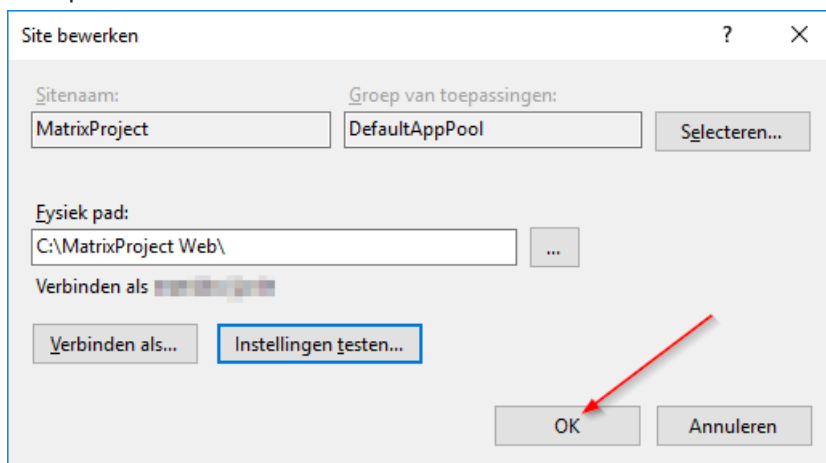 Site bewerken
?
Sitenaam:
Groep van toepassingen:
MatrixProject
DefaultAppPool
Selecteren...
Fysiek pad:
C:\MatrixProject Web\
...
Verbinden als
Verbinden als...
Instellingen testen...
OK
Annuleren